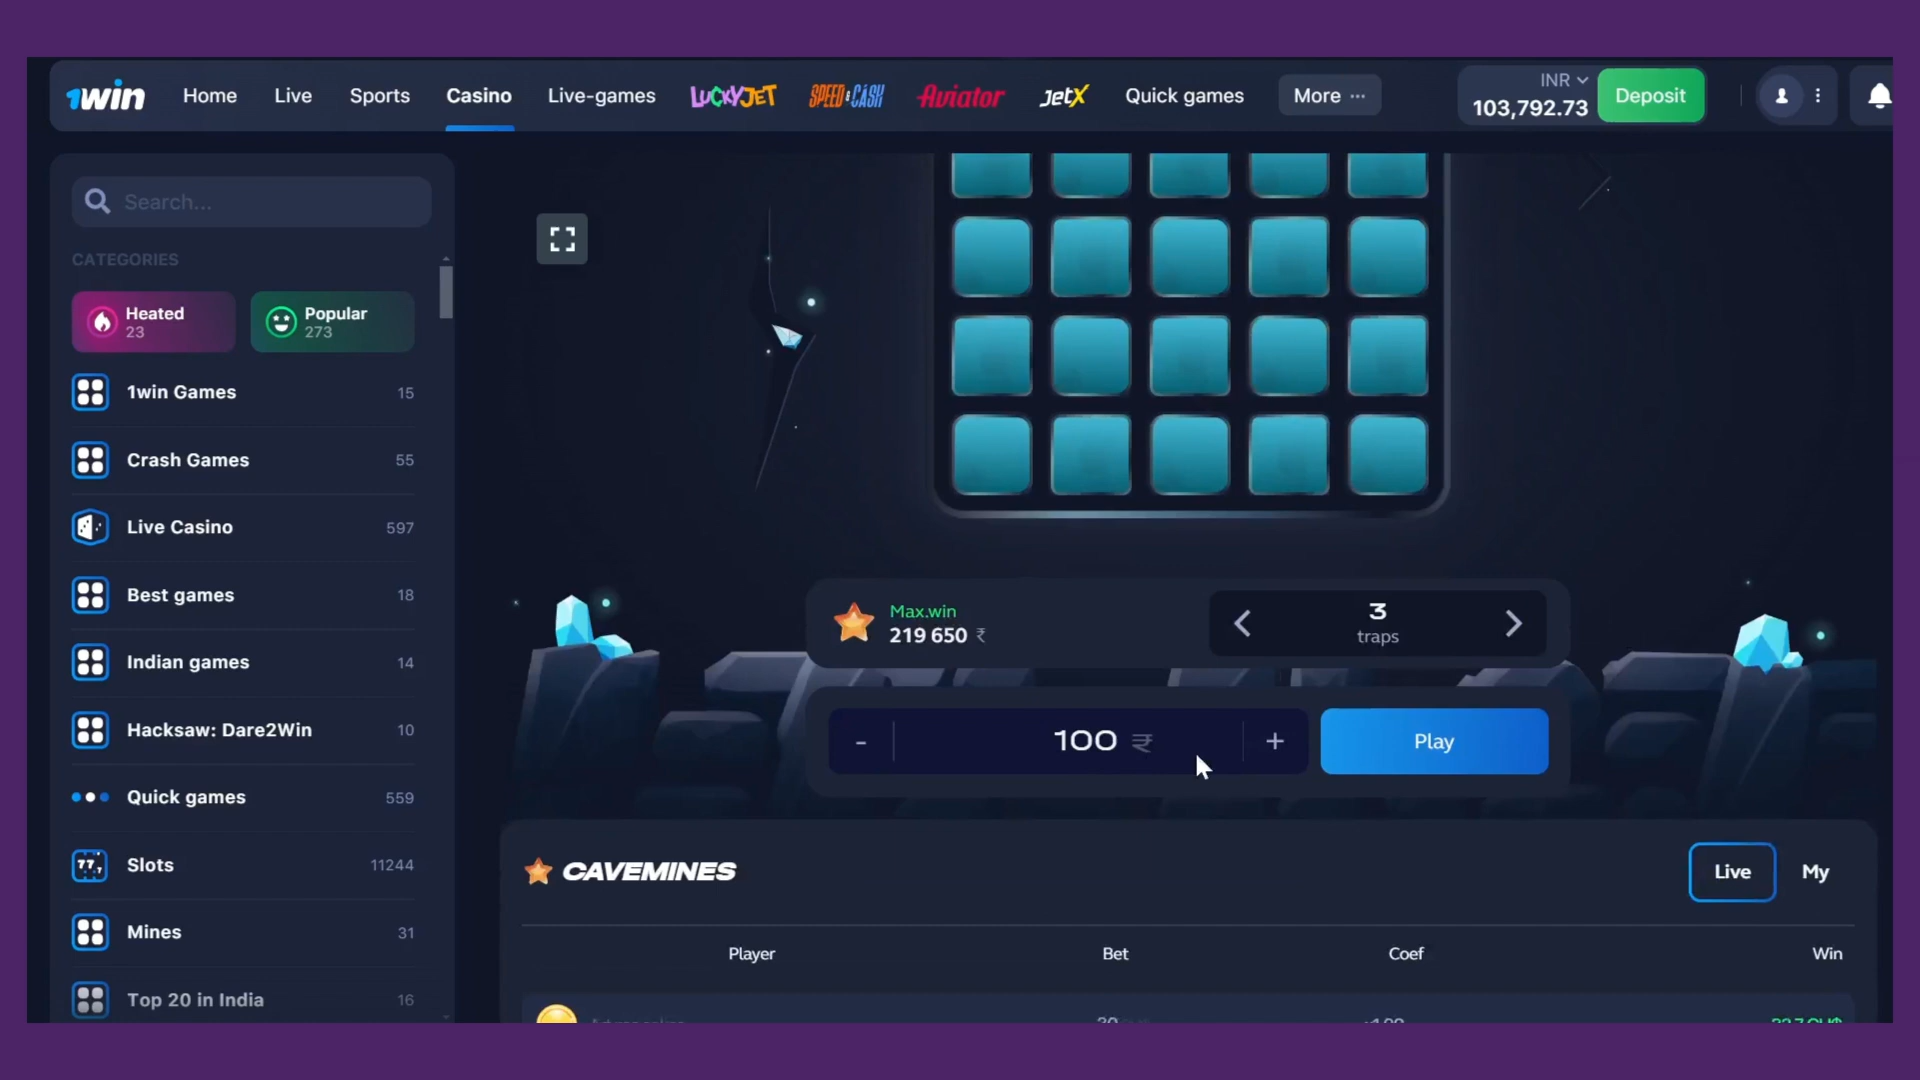 1win Home Live Sports Casino Live-games LUCKYJET SPEED&CASH Aviator JetX Quick games More ··· INR 103,792.73 Deposit
Search...
CATEGORIES
Heated 23
Popular 273
1win Games 15
Crash Games 55
Live Casino 597
Best games 18
Indian games 14
Hacksaw: Dare2Win 10
Quick games 559
77 Slots 11244
Mines 31
Top 20 in India 16
Max.win
219 650 ₹
3
traps
- 100 ₹ + Play
CAVEMINES Live My
Player Bet Coef Win